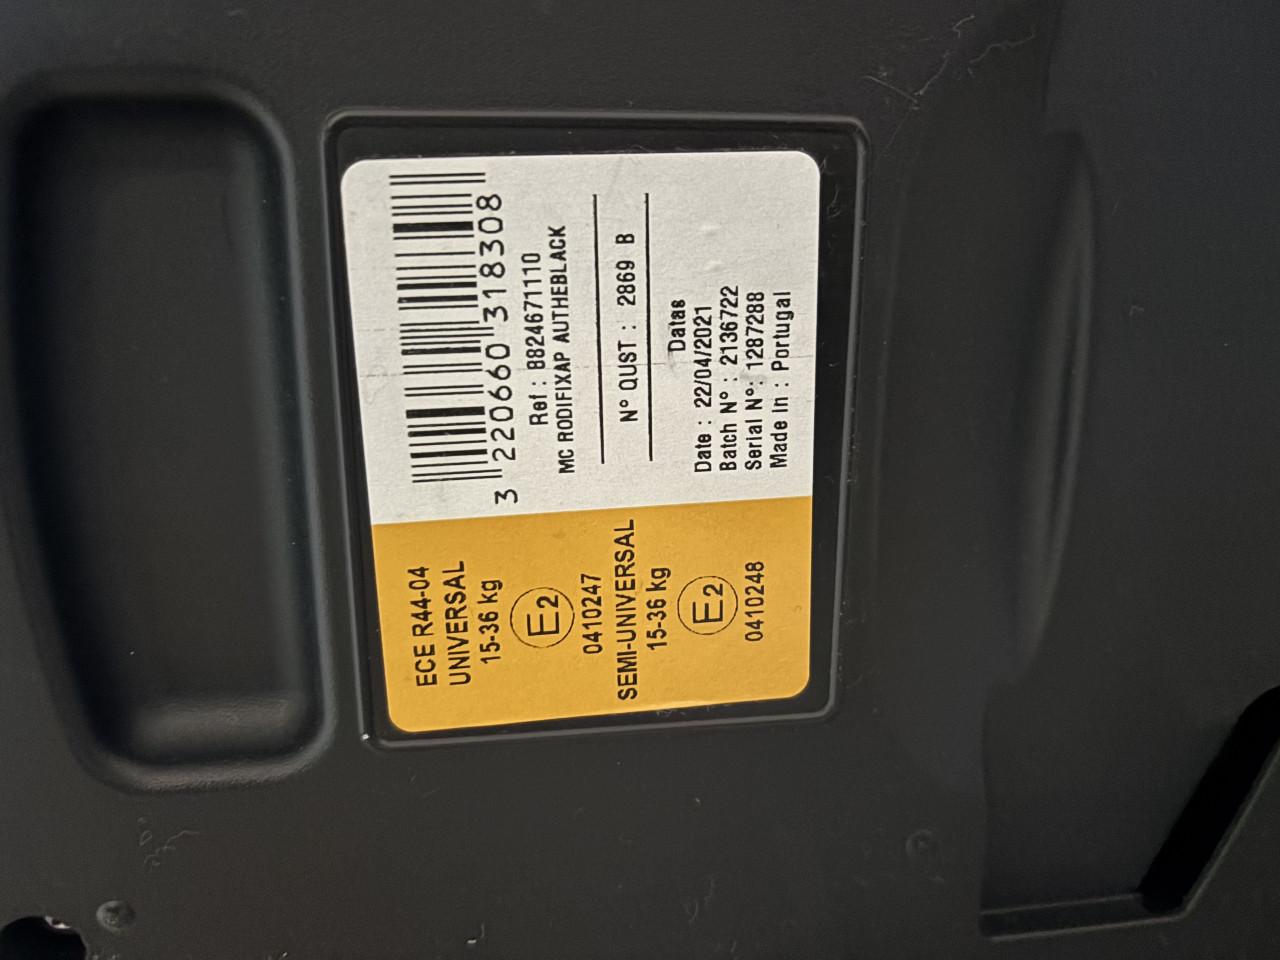 ECE R44-04
UNIVERSAL
15-36 kg
E2
0410247
SEMI-UNIVERSAL
15-36 kg
E2
0410248
3 220660 318308
Ref : 8824671110
MC RODIFIXAP AUTHEBLACK
N° QUST : 2869 B
Datas
Date : 22/04/2021
Batch N° : 2136722
Serial N°: 1287288
Made In : Portugal